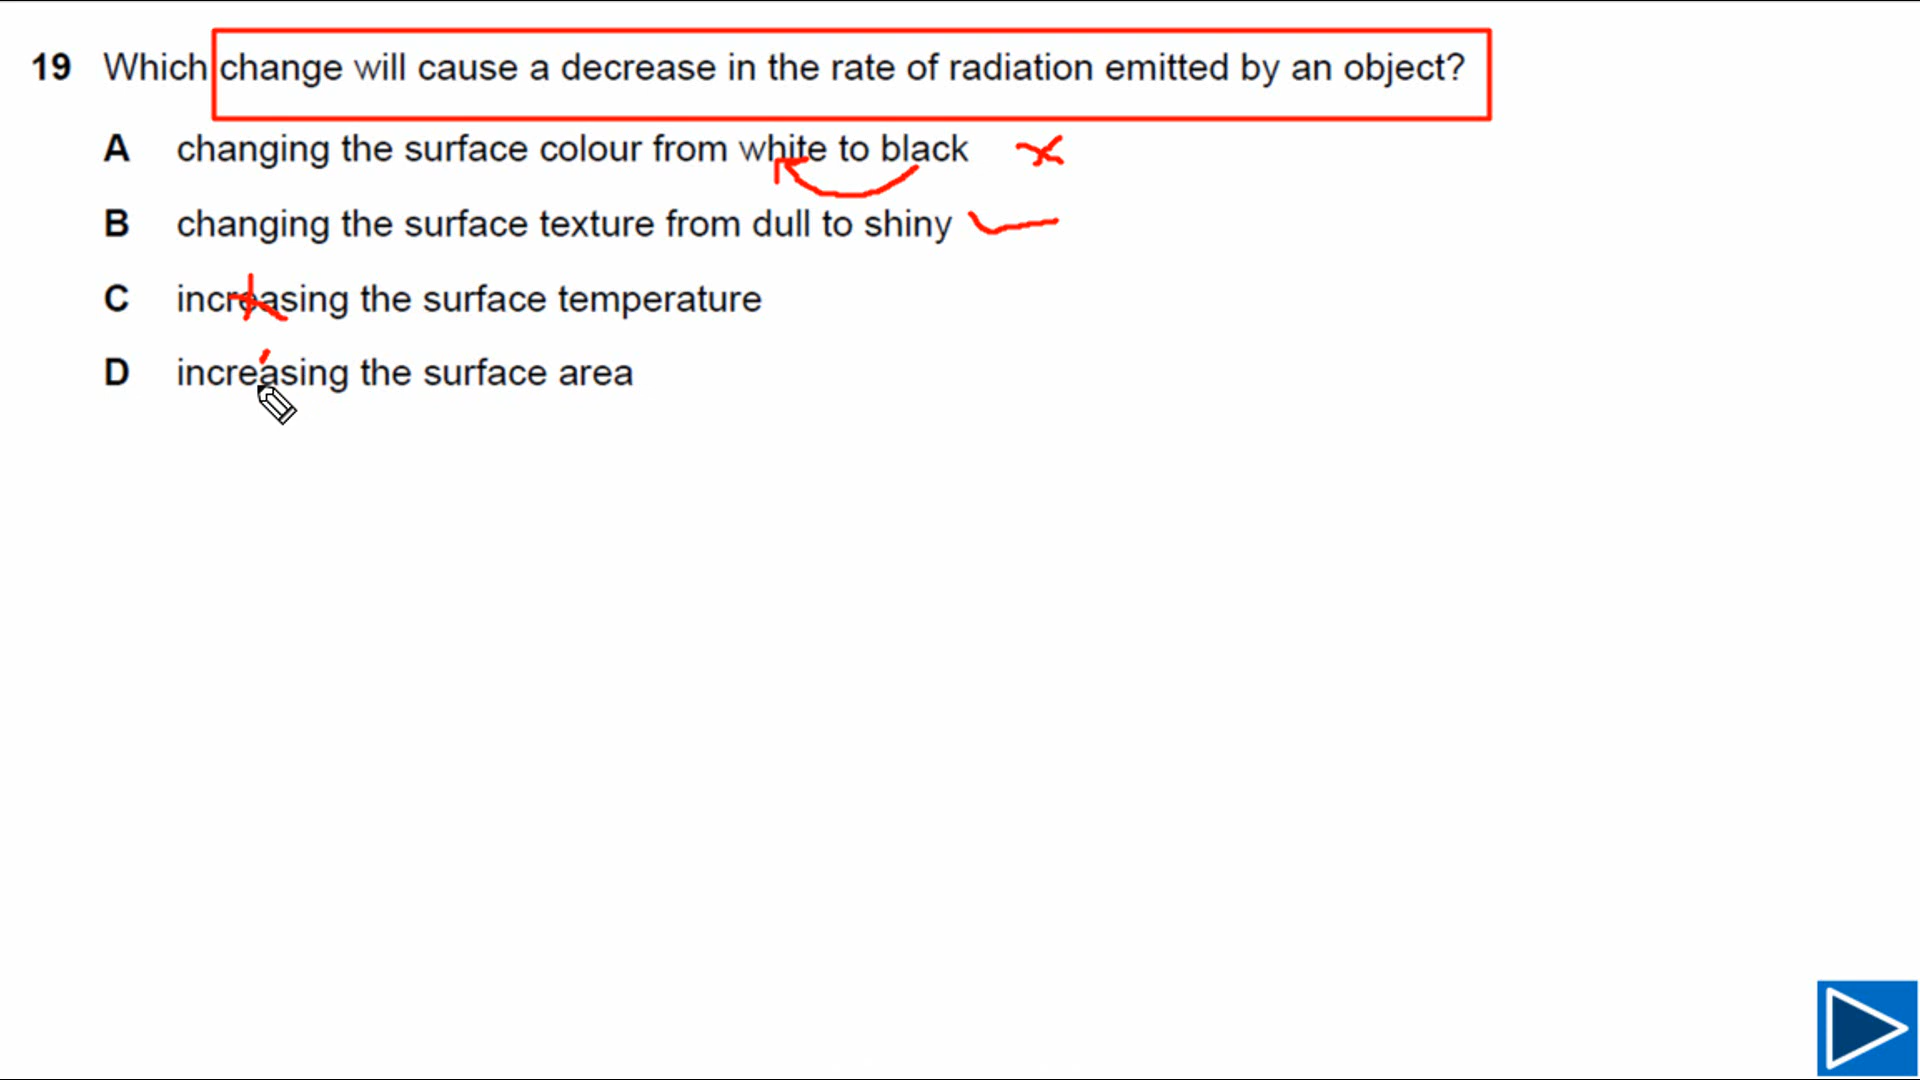 19 Which change will cause a decrease in the rate of radiation emitted by an object?
A changing the surface colour from white to black
B changing the surface texture from dull to shiny
C increasing the surface temperature
D increasing the surface area